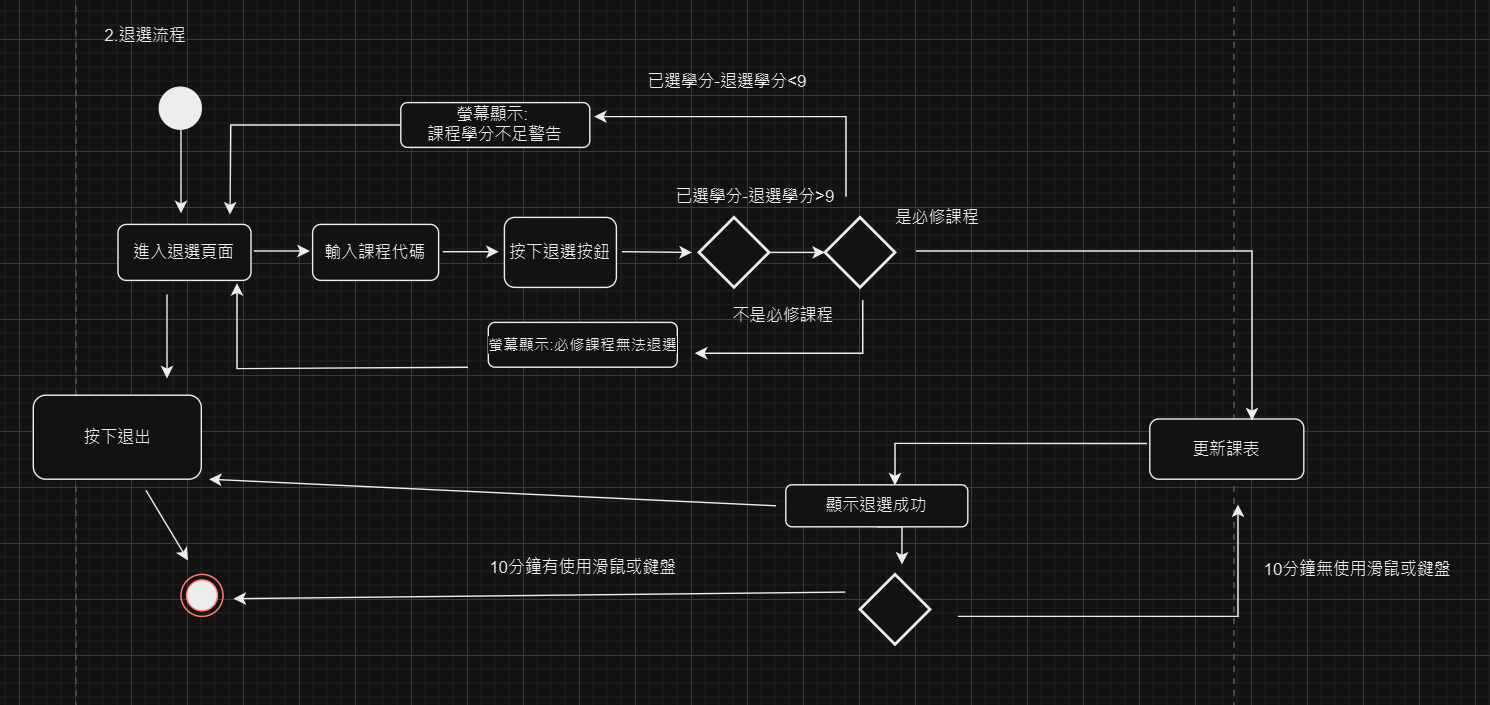 2.退選流程
已選學分-退選學分<9
螢幕顯示:
課程學分不足警告
已選學分-退選學分>9
是必修課程
進入退選頁面
輸入課程代碼
按下退選按鈕
不是必修課程
螢幕顯示:必修課程無法退選
按下退出
更新課表
顯示退選成功
10分鐘有使用滑鼠或鍵盤
10分鐘無使用滑鼠或鍵盤